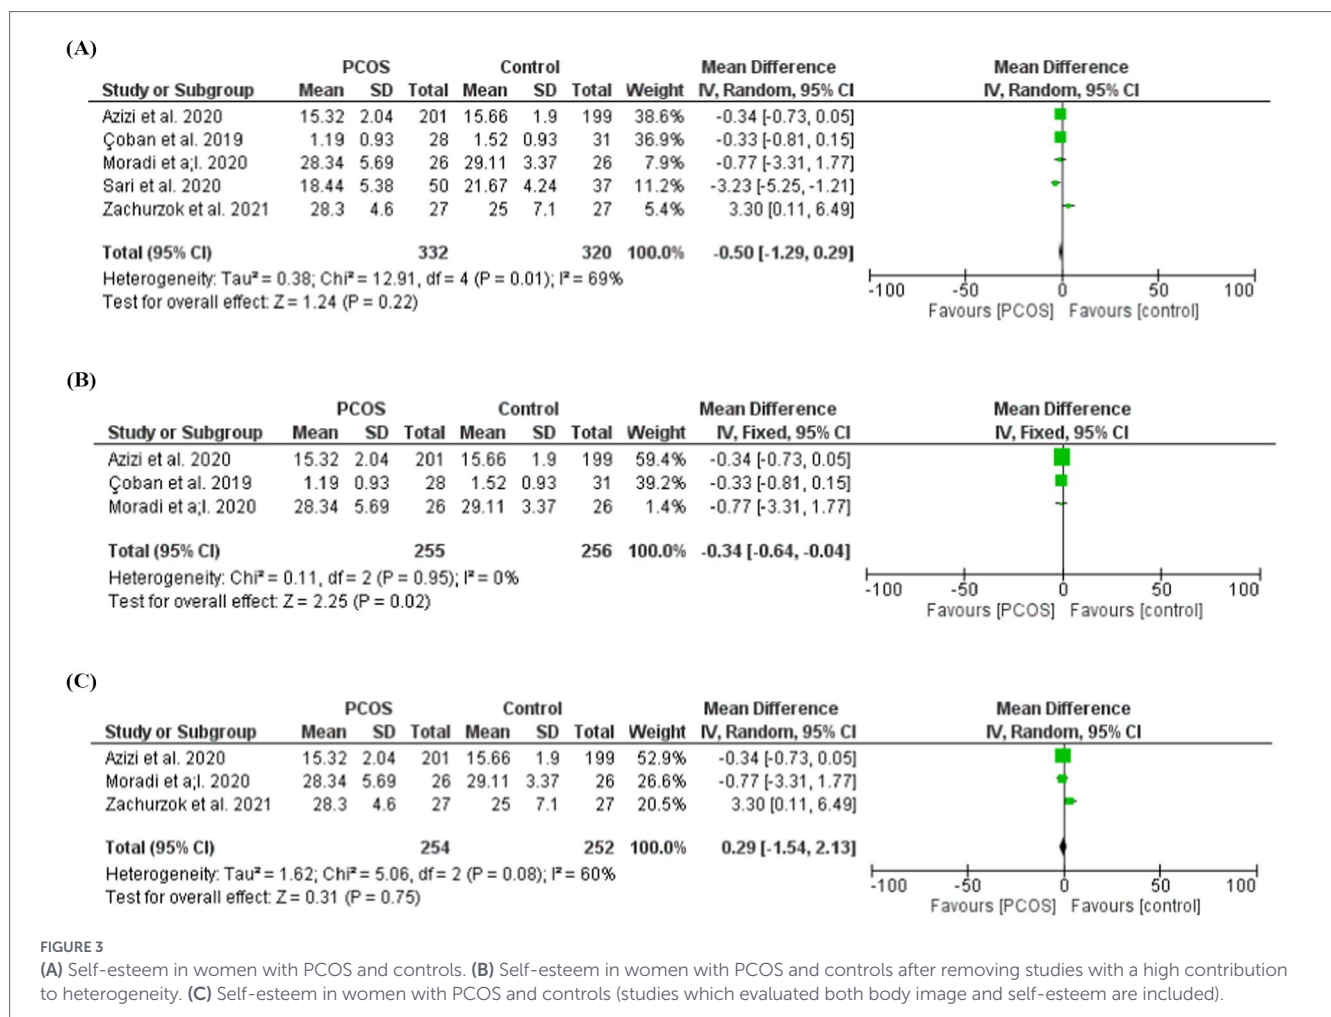 (A)
PCOS Control Mean Difference Mean Difference
Study or Subgroup Mean SD Total Mean SD Total Weight IV, Random, 95% CI IV, Random, 95% CI
Azizi et al. 2020 15.32 2.04 201 15.66 1.9 199 38.6% -0.34 [-0.73, 0.05]
Çoban et al. 2019 1.19 0.93 28 1.52 0.93 31 36.9% -0.33 [-0.81, 0.15]
Moradi et a;l. 2020 28.34 5.69 26 29.11 3.37 26 7.9% -0.77 [-3.31, 1.77]
Sari et al. 2020 18.44 5.38 50 21.67 4.24 37 11.2% -3.23 [-5.25, -1.21]
Zachurzok et al. 2021 28.3 4.6 27 25 7.1 27 5.4% 3.30 [0.11, 6.49]
Total (95% CI) 332 320 100.0% -0.50 [-1.29, 0.29]
Heterogeneity: Tau² = 0.38; Chi² = 12.91, df = 4 (P = 0.01); I² = 69%
Test for overall effect: Z = 1.24 (P = 0.22)
-100 -50 0 50 100
Favours [PCOS] Favours [control]
(B)
PCOS Control Mean Difference Mean Difference
Study or Subgroup Mean SD Total Mean SD Total Weight IV, Fixed, 95% CI IV, Fixed, 95% CI
Azizi et al. 2020 15.32 2.04 201 15.66 1.9 199 59.4% -0.34 [-0.73, 0.05]
Çoban et al. 2019 1.19 0.93 28 1.52 0.93 31 39.2% -0.33 [-0.81, 0.15]
Moradi et a;l. 2020 28.34 5.69 26 29.11 3.37 26 1.4% -0.77 [-3.31, 1.77]
Total (95% CI) 255 256 100.0% -0.34 [-0.64, -0.04]
Heterogeneity: Chi² = 0.11, df = 2 (P = 0.95); I² = 0%
Test for overall effect: Z = 2.25 (P = 0.02)
-100 -50 0 50 100
Favours [PCOS] Favours [control]
(C)
PCOS Control Mean Difference Mean Difference
Study or Subgroup Mean SD Total Mean SD Total Weight IV, Random, 95% CI IV, Random, 95% CI
Azizi et al. 2020 15.32 2.04 201 15.66 1.9 199 52.9% -0.34 [-0.73, 0.05]
Moradi et a;l. 2020 28.34 5.69 26 29.11 3.37 26 26.6% -0.77 [-3.31, 1.77]
Zachurzok et al. 2021 28.3 4.6 27 25 7.1 27 20.5% 3.30 [0.11, 6.49]
Total (95% CI) 254 252 100.0% 0.29 [-1.54, 2.13]
Heterogeneity: Tau² = 1.62; Chi² = 5.06, df = 2 (P = 0.08); I² = 60%
Test for overall effect: Z = 0.31 (P = 0.75)
-100 -50 0 50 100
Favours [PCOS] Favours [control]
FIGURE 3
(A) Self-esteem in women with PCOS and controls. (B) Self-esteem in women with PCOS and controls after removing studies with a high contribution
to heterogeneity. (C) Self-esteem in women with PCOS and controls (studies which evaluated both body image and self-esteem are included).